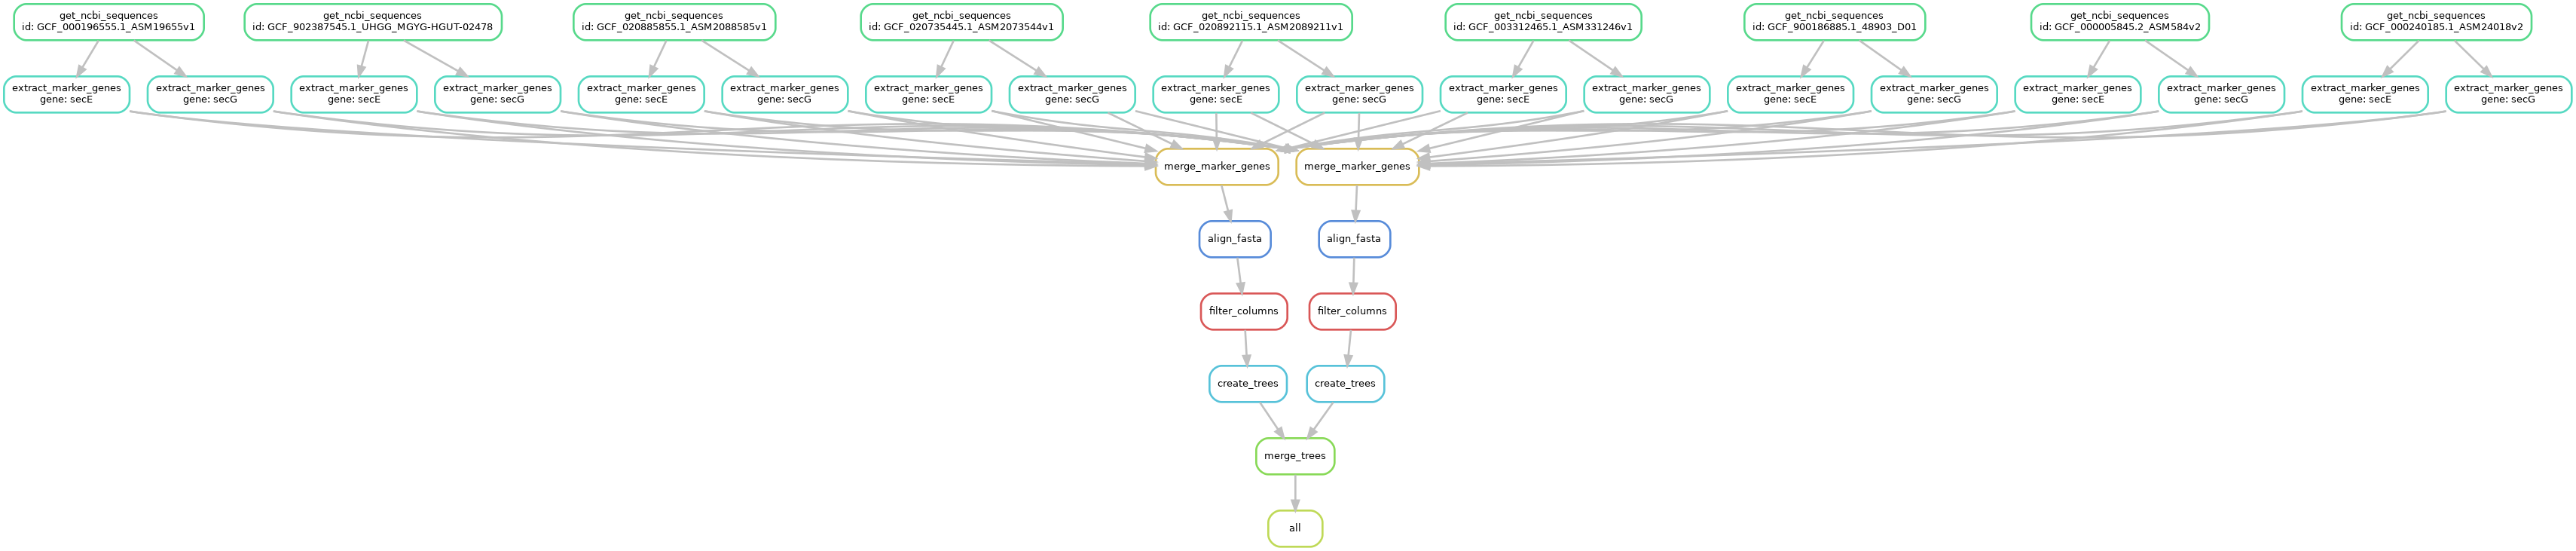 get_ncbi_sequences
id: GCF_000196555.1_ASM19655v1
get_ncbi_sequences
id: GCF_902387545.1_UHGG_MGYG-HGUT-02478
get_ncbi_sequences
id: GCF_020885855.1_ASM2088585v1
get_ncbi_sequences
id: GCF_020735445.1_ASM2073544v1
get_ncbi_sequences
id: GCF_020892115.1_ASM2089211v1
get_ncbi_sequences
id: GCF_003312465.1_ASM331246v1
get_ncbi_sequences
id: GCF_900186885.1_48903_D01
get_ncbi_sequences
id: GCF_000005845.2_ASM584v2
get_ncbi_sequences
id: GCF_000240185.1_ASM24018v2
extract_marker_genes
gene: secE
extract_marker_genes
gene: secG
extract_marker_genes
gene: secE
extract_marker_genes
gene: secG
extract_marker_genes
gene: secE
extract_marker_genes
gene: secG
extract_marker_genes
gene: secE
extract_marker_genes
gene: secG
extract_marker_genes
gene: secE
extract_marker_genes
gene: secG
extract_marker_genes
gene: secE
extract_marker_genes
gene: secG
extract_marker_genes
gene: secE
extract_marker_genes
gene: secG
extract_marker_genes
gene: secE
extract_marker_genes
gene: secG
extract_marker_genes
gene: secE
extract_marker_genes
gene: secG
merge_marker_genes
merge_marker_genes
align_fasta
align_fasta
filter_columns
filter_columns
create_trees
create_trees
merge_trees
all